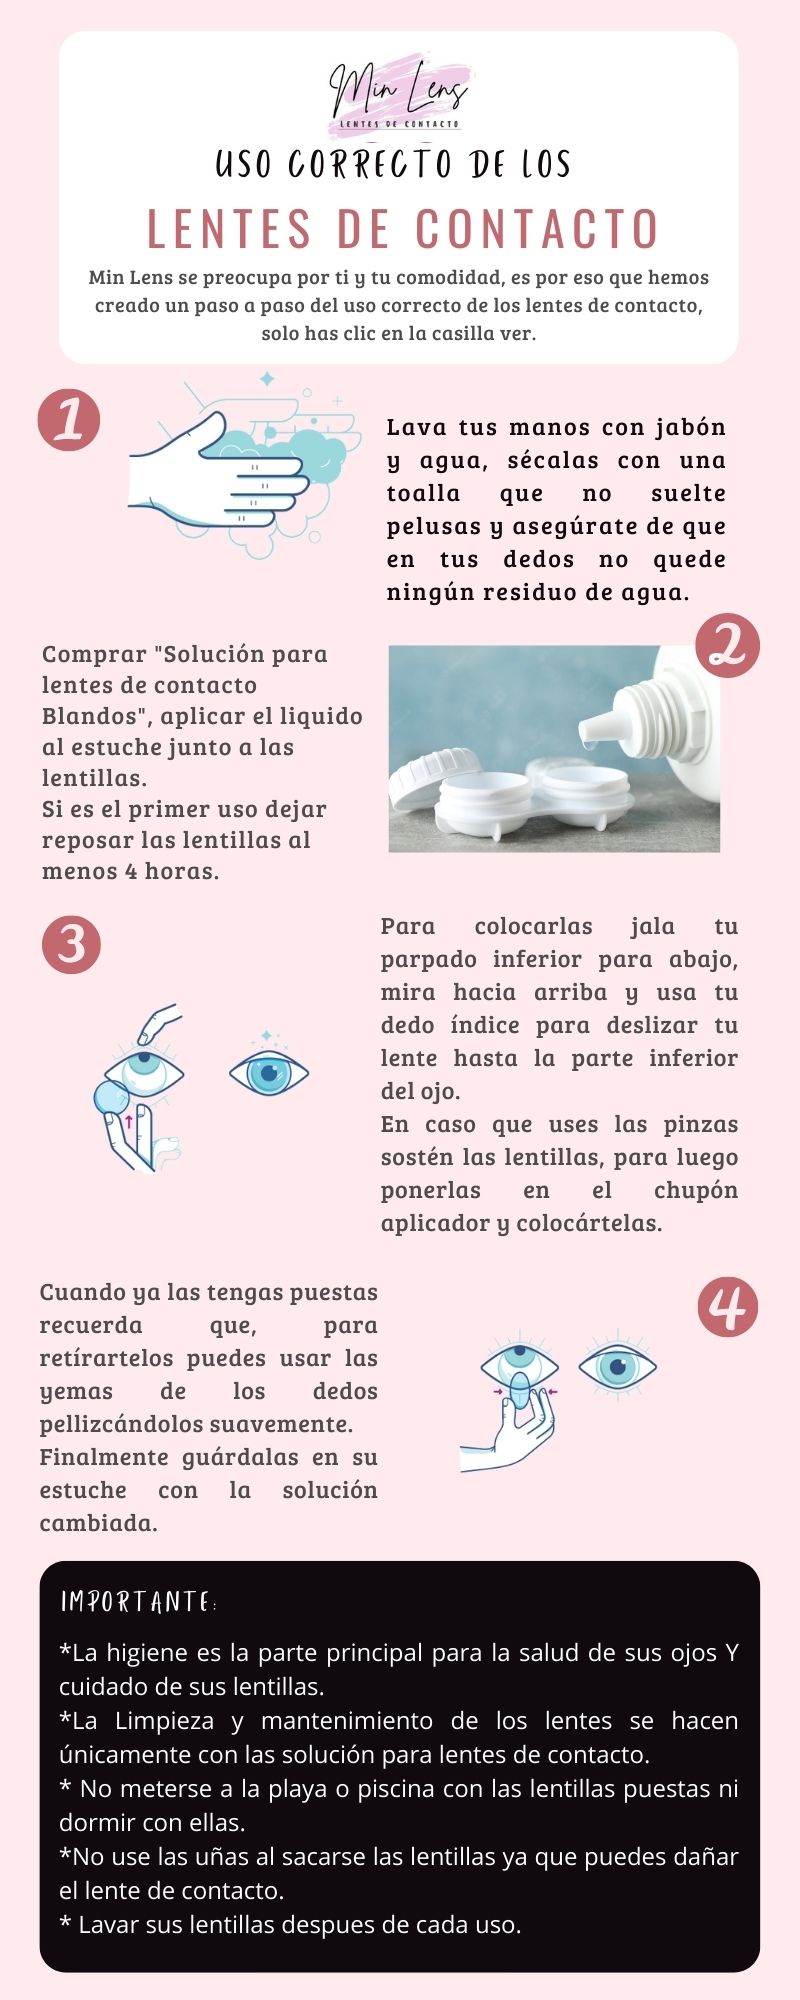 Min Lens
LENTES DE CONTACTO
USO CORRECTO DE LOS
LENTES DE CONTACTO
Min Lens se preocupa por ti y tu comodidad, es por eso que hemos
creado un paso a paso del uso correcto de los lentes de contacto,
solo has clic en la casilla ver.
1
Lava tus manos con jabón
y agua, sécalas con una
toalla que no suelte
pelusas y asegúrate de que
en tus dedos no quede
ningún residuo de agua.
2
Comprar "Solución para
lentes de contacto
Blandos", aplicar el liquido
al estuche junto a las
lentillas.
Si es el primer uso dejar
reposar las lentillas al
menos 4 horas.
3
Para colocarlas jala tu
parpado inferior para abajo,
mira hacia arriba y usa tu
dedo índice para deslizar tu
lente hasta la parte inferior
del ojo.
En caso que uses las pinzas
sostén las lentillas, para luego
ponerlas en el chupón
aplicador y colocártelas.
4
Cuando ya las tengas puestas
recuerda que, para
retírartelos puedes usar las
yemas de los dedos
pellizcándolos suavemente.
Finalmente guárdalas en su
estuche con la solución
cambiada.
IMPORTANTE:
*La higiene es la parte principal para la salud de sus ojos Y
cuidado de sus lentillas.
*La Limpieza y mantenimiento de los lentes se hacen
únicamente con las solución para lentes de contacto.
* No meterse a la playa o piscina con las lentillas puestas ni
dormir con ellas.
*No use las uñas al sacarse las lentillas ya que puedes dañar
el lente de contacto.
* Lavar sus lentillas despues de cada uso.